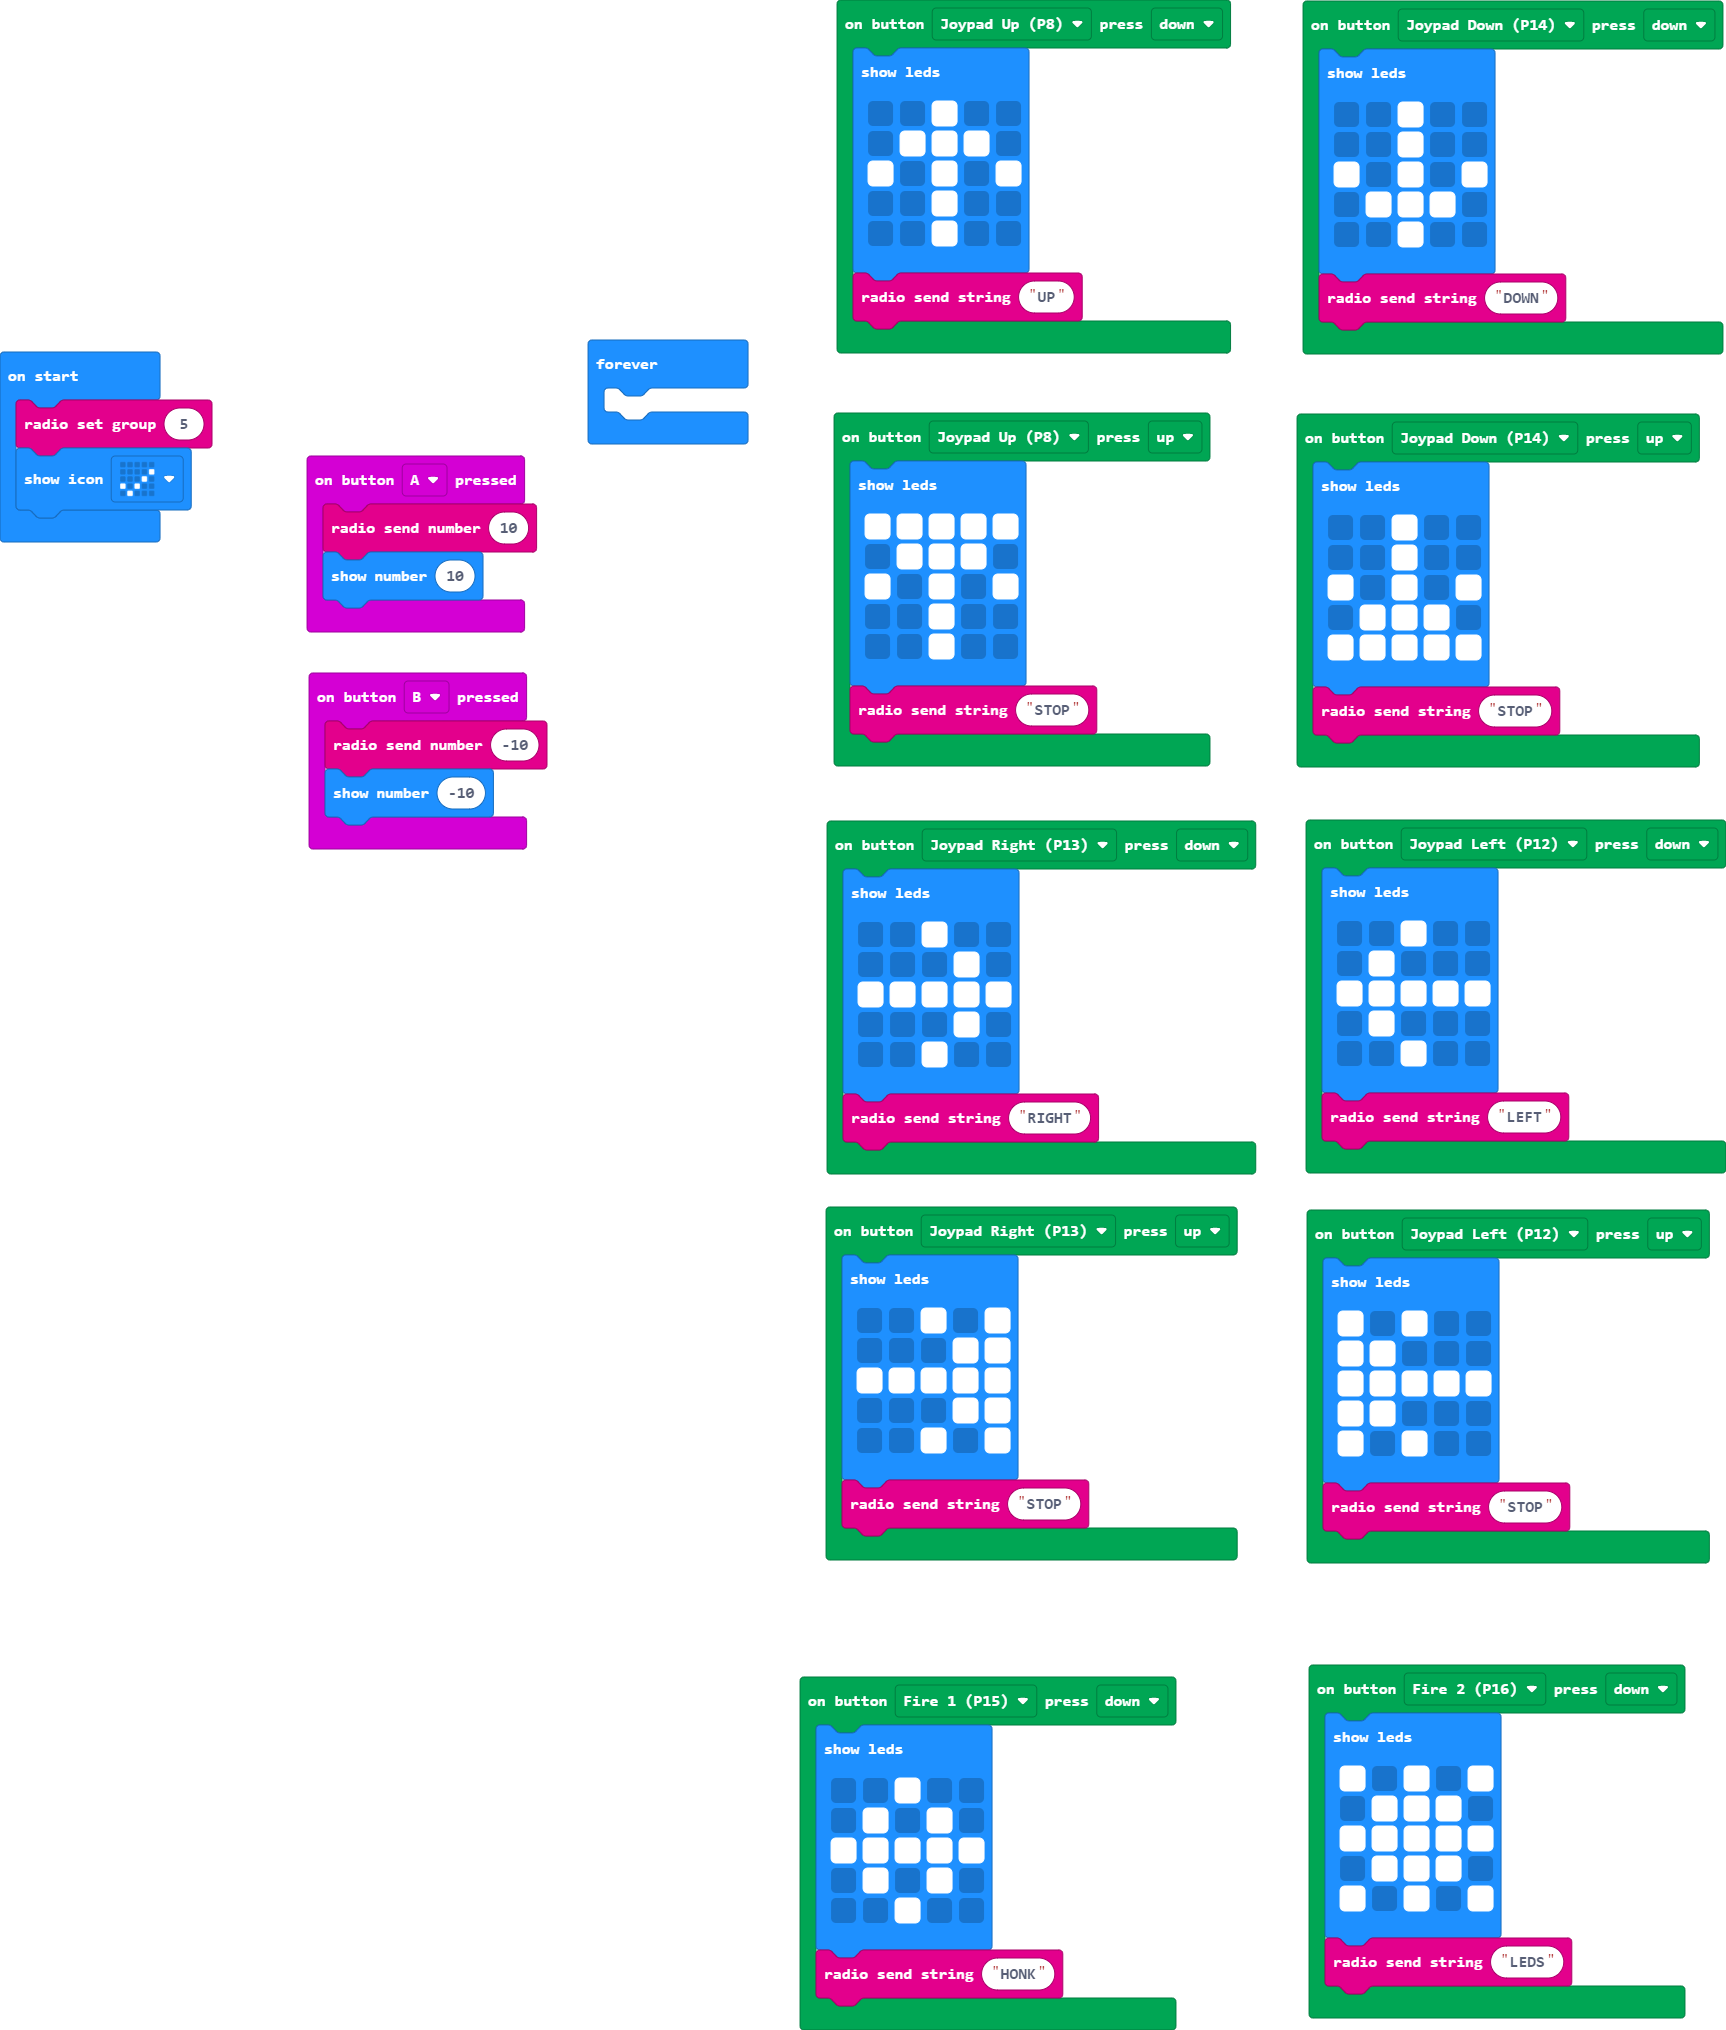 on start
radio set group 5
show icon
forever
on button A pressed
radio send number 10
show number 10
on button B pressed
radio send number -10
show number -10
on button Joypad Up (P8) press down
show leds
radio send string "UP"
on button Joypad Down (P14) press down
show leds
radio send string "DOWN"
on button Joypad Up (P8) press up
show leds
radio send string "STOP"
on button Joypad Down (P14) press up
show leds
radio send string "STOP"
on button Joypad Right (P13) press down
show leds
radio send string "RIGHT"
on button Joypad Left (P12) press down
show leds
radio send string "LEFT"
on button Joypad Right (P13) press up
show leds
radio send string "STOP"
on button Joypad Left (P12) press up
show leds
radio send string "STOP"
on button Fire 1 (P15) press down
show leds
radio send string "HONK"
on button Fire 2 (P16) press down
show leds
radio send string "LEDS"